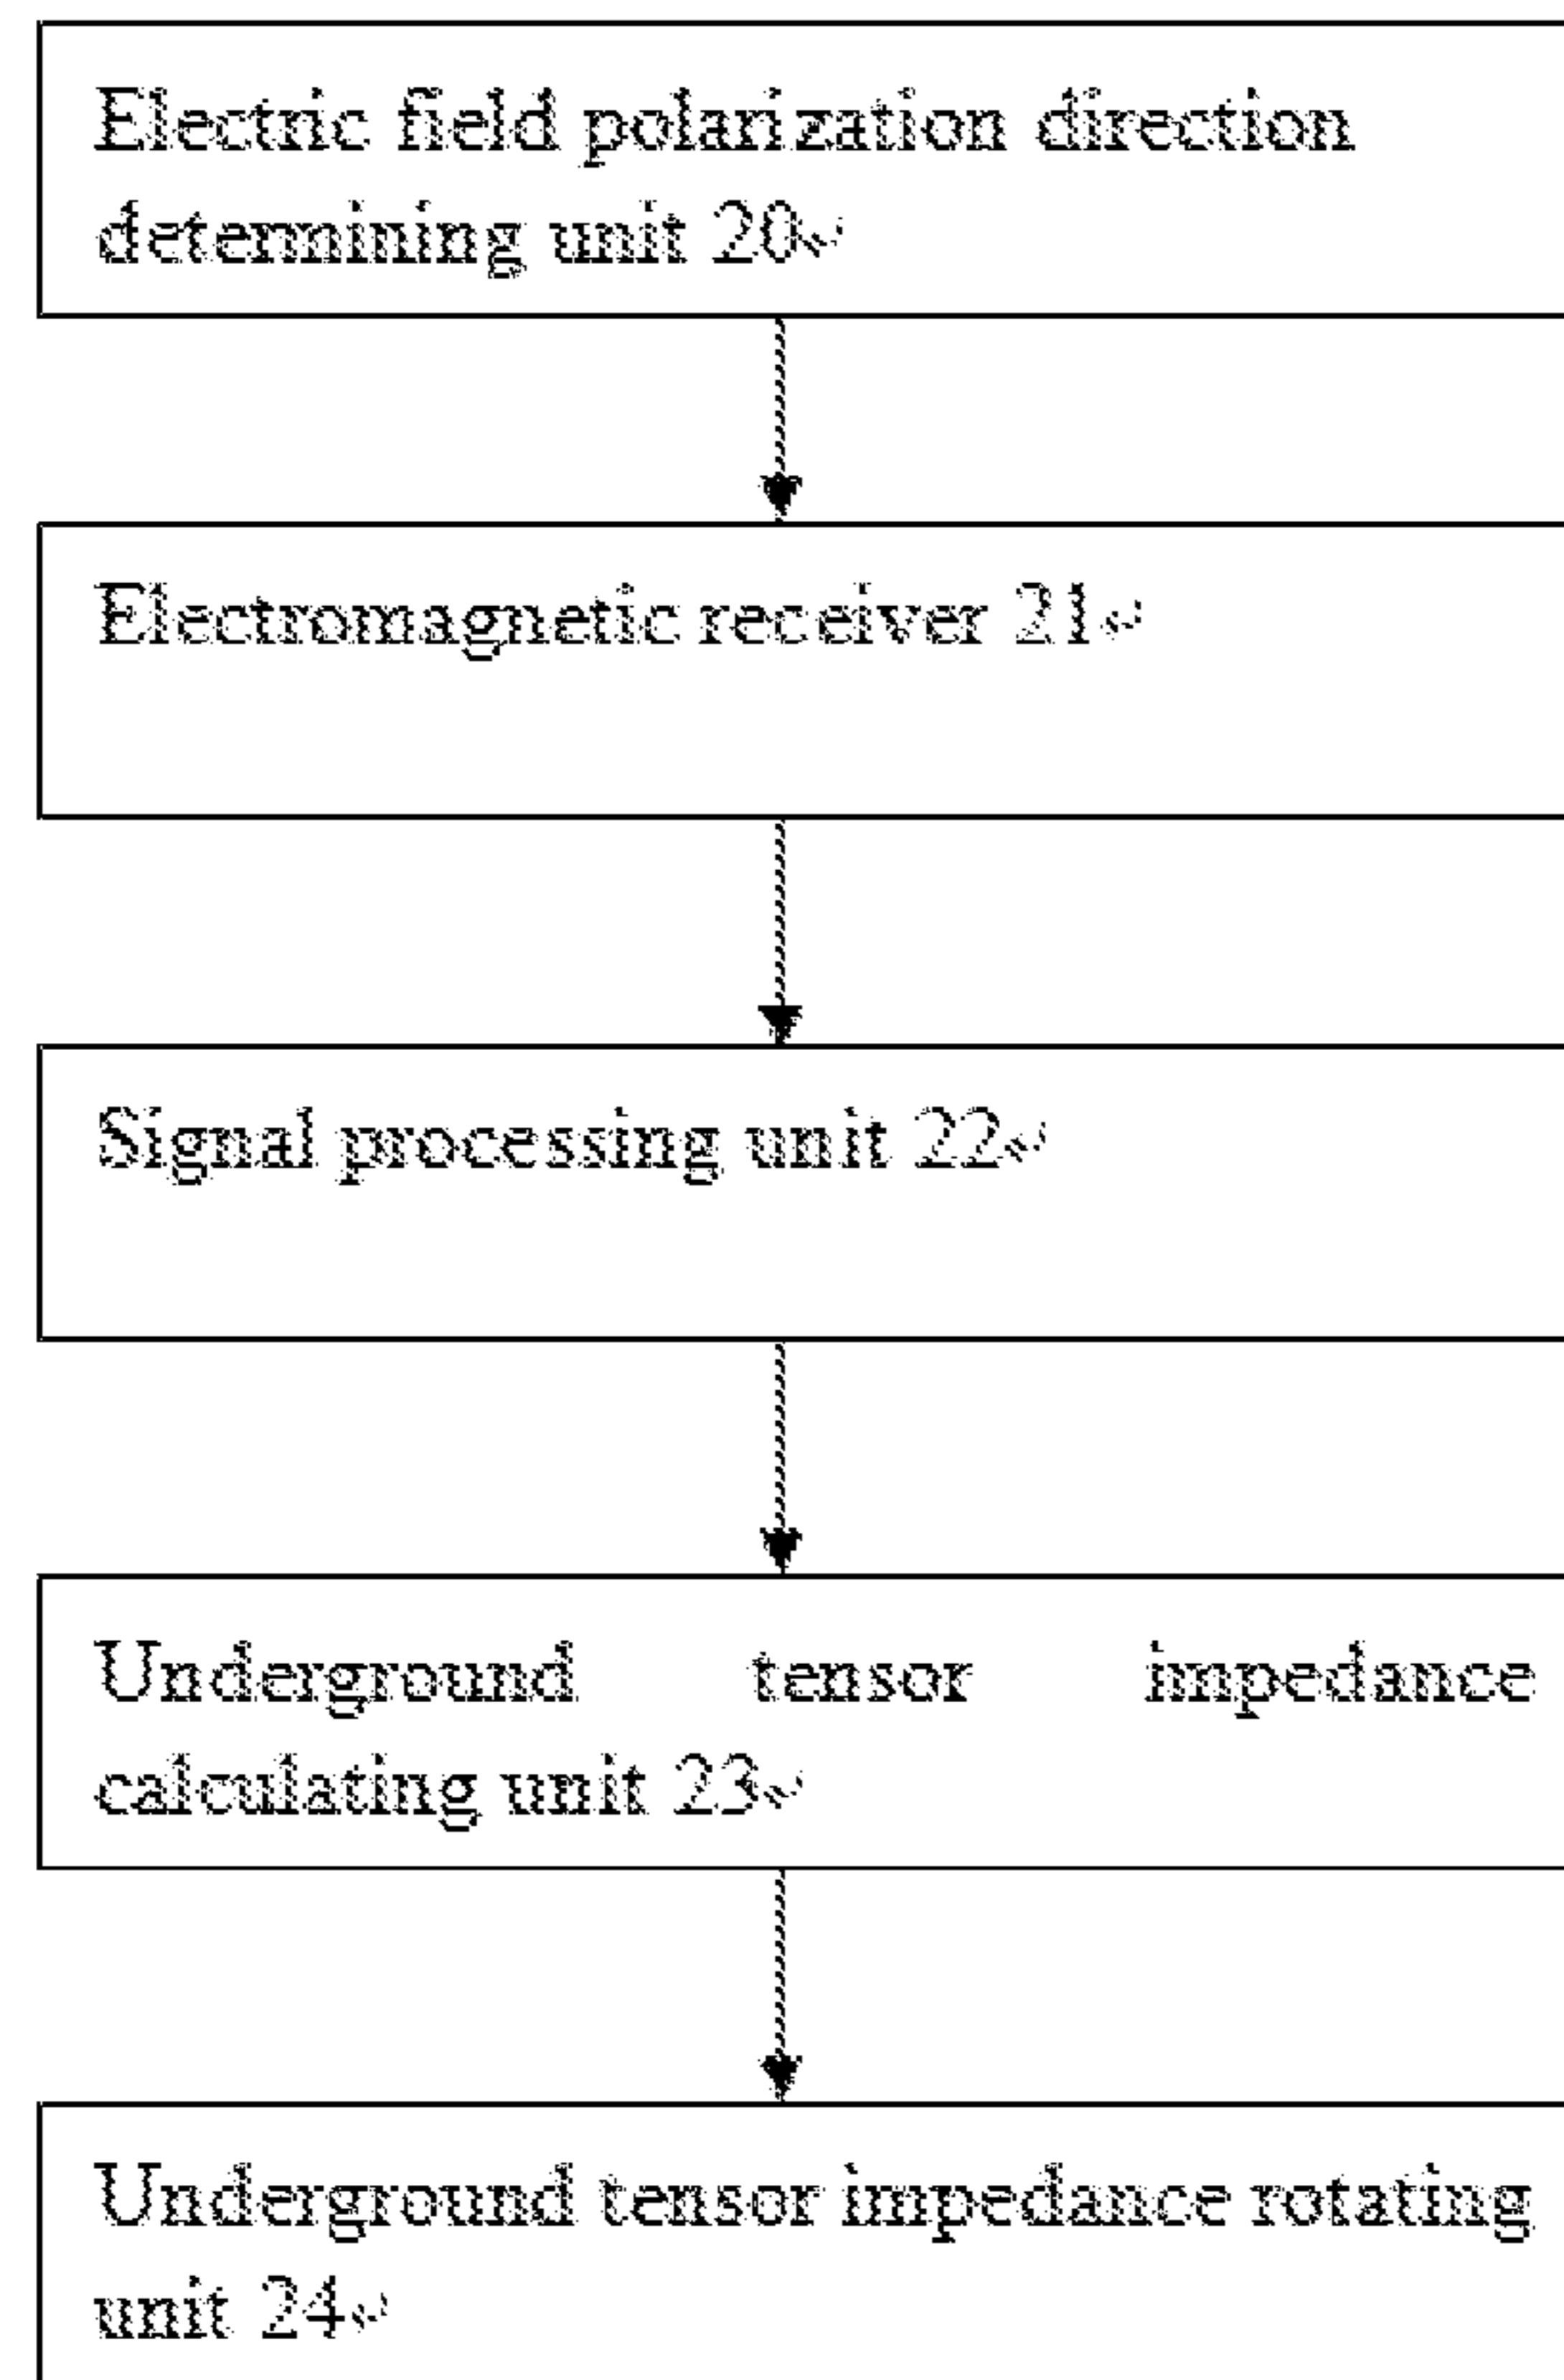 Electric field polarization direction
determining unit 20
Electromagnetic receiver 21
Signal processing unit 22
Underground tensor impedance
calculating unit 23
Underground tensor impedance rotating
unit 24